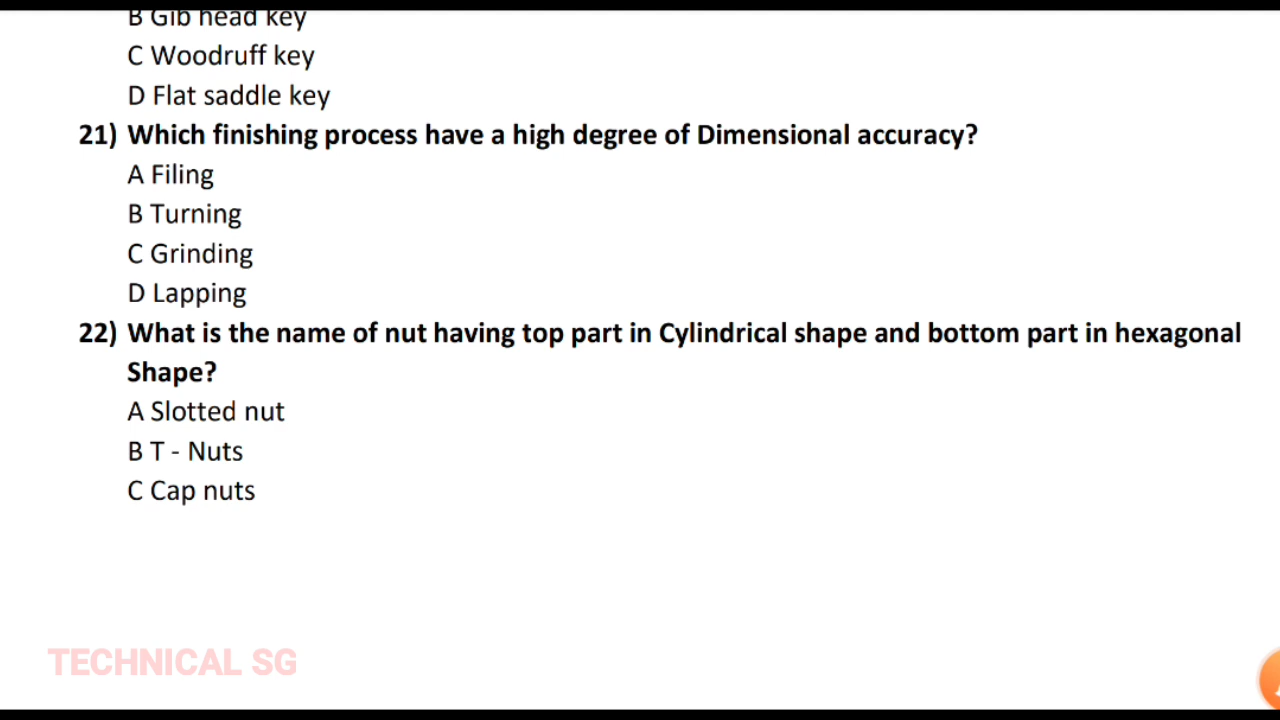 B Gib head key
C Woodruff key
D Flat saddle key
21) Which finishing process have a high degree of Dimensional accuracy?
A Filing
B Turning
C Grinding
D Lapping
22) What is the name of nut having top part in Cylindrical shape and bottom part in hexagonal
Shape?
A Slotted nut
B T - Nuts
C Cap nuts
TECHNICAL SG